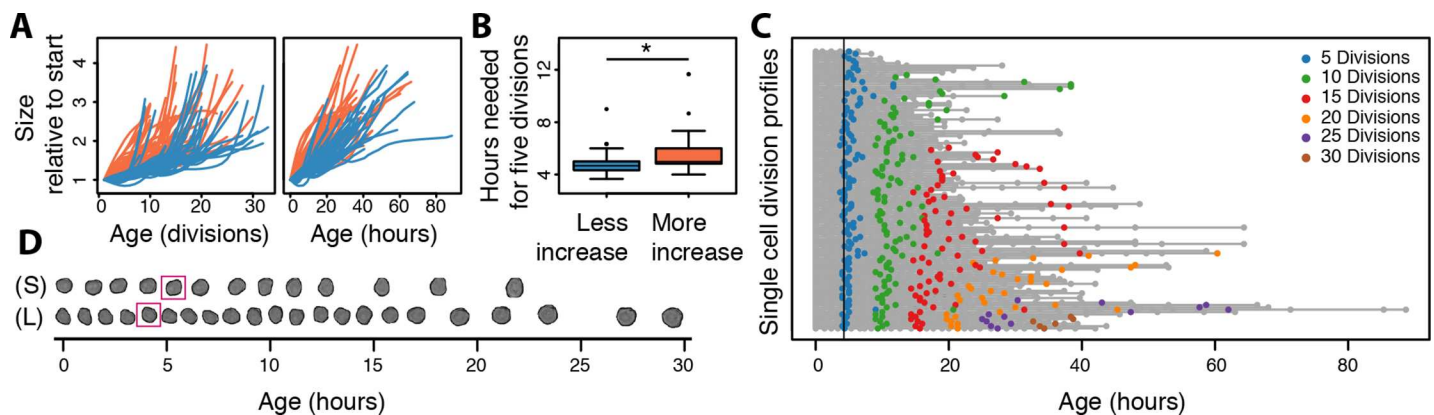 A
Size
relative to start
4
3
2
1
0 10 20 30
Age (divisions)
0 20 40 60 80
Age (hours)
B
Hours needed
for five divisions
12
8
4
*
Less
increase
More
increase
C
Single cell division profiles
5 Divisions
10 Divisions
15 Divisions
20 Divisions
25 Divisions
30 Divisions
0 20 40 60 80
Age (hours)
D
(S)
(L)
0 5 10 15 20 25 30
Age (hours)